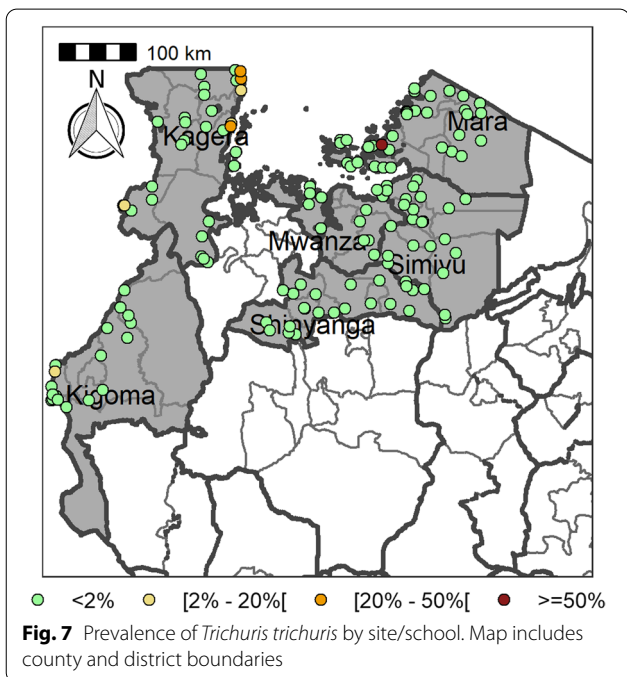 100 km
N
Kagera
Mara
Mwanza
Simiyu
Shinyanga
Kigoma
<2% [2% - 20%[ [20% - 50%[ >=50%
Fig. 7 Prevalence of Trichuris trichuris by site/school. Map includes
county and district boundaries